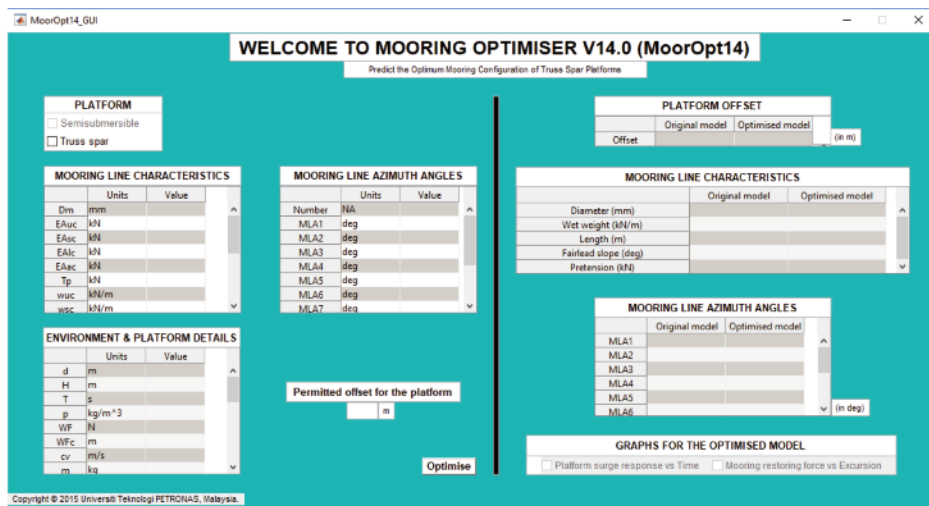 MoorOpt14_GUI
WELCOME TO MOORING OPTIMISER V14.0 (MoorOpt14)
Predict the Optimum Mooring Configuration of Truss Spar Platforms
PLATFORM
Semisubmersible
Truss spar
MOORING LINE CHARACTERISTICS
Units Value
Dm mm
EAuc kN
EAsc kN
EAlc kN
EAac kN
Tp kN
wuc kN/m
wsc kN/m
ENVIRONMENT & PLATFORM DETAILS
Units Value
d m
H m
T s
p kg/m^3
WF N
WFc m
cv m/s
m kg
MOORING LINE AZIMUTH ANGLES
Units Value
Number NA
MLA1 deg
MLA2 deg
MLA3 deg
MLA4 deg
MLA5 deg
MLA6 deg
MLA7 deg
Permitted offset for the platform
m
Optimise
PLATFORM OFFSET
Original model Optimised model
Offset
(in m)
MOORING LINE CHARACTERISTICS
Original model Optimised model
Diameter (mm)
Wet weight (kN/m)
Length (m)
Fairlead slope (deg)
Pretension (kN)
MOORING LINE AZIMUTH ANGLES
Original model Optimised model
MLA1
MLA2
MLA3
MLA4
MLA5
MLA6
(in deg)
GRAPHS FOR THE OPTIMISED MODEL
Platform surge response vs Time Mooring restoring force vs Excursion
Copyright © 2015 Universiti Teknologi PETRONAS, Malaysia.